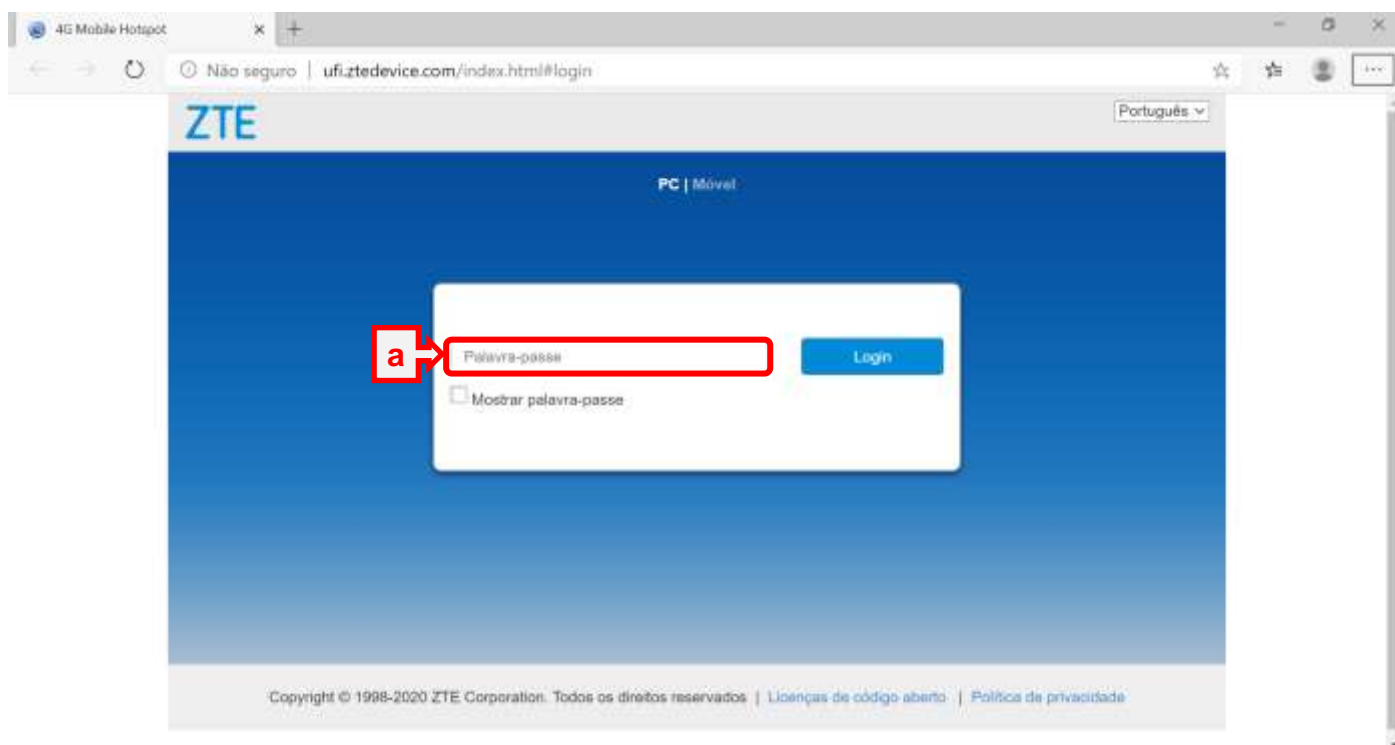 4G Mobile Hotspot
Não seguro | ufi.ztedevice.com/index.html#login
ZTE
Português
PC | Móvel
a
Palavra-passe
Login
Mostrar palavra-passe
Copyright © 1998-2020 ZTE Corporation. Todos os direitos reservados | Licenças de código aberto | Política de privacidade